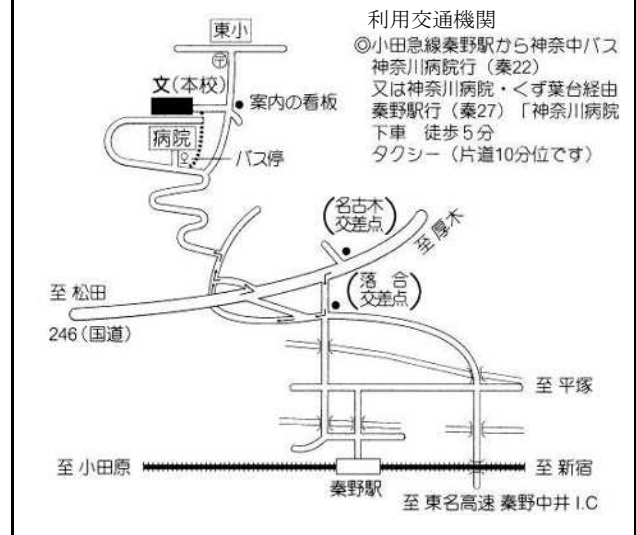 利用交通機関
◎小田急線秦野駅から神奈中バス
神奈川病院行（秦22）
又は神奈川病院・くず葉台経由
秦野駅行（秦27）「神奈川病院
下車　徒歩5分
タクシー（片道10分位です）
東小
〒
文(本校)
案内の看板
病院
バス停
(名古木
交差点)
至 厚木
(落　合
交差点)
至 松田
246(国道)
至 平塚
至 小田原
秦野駅
至 新宿
至 東名高速 秦野中井 I.C